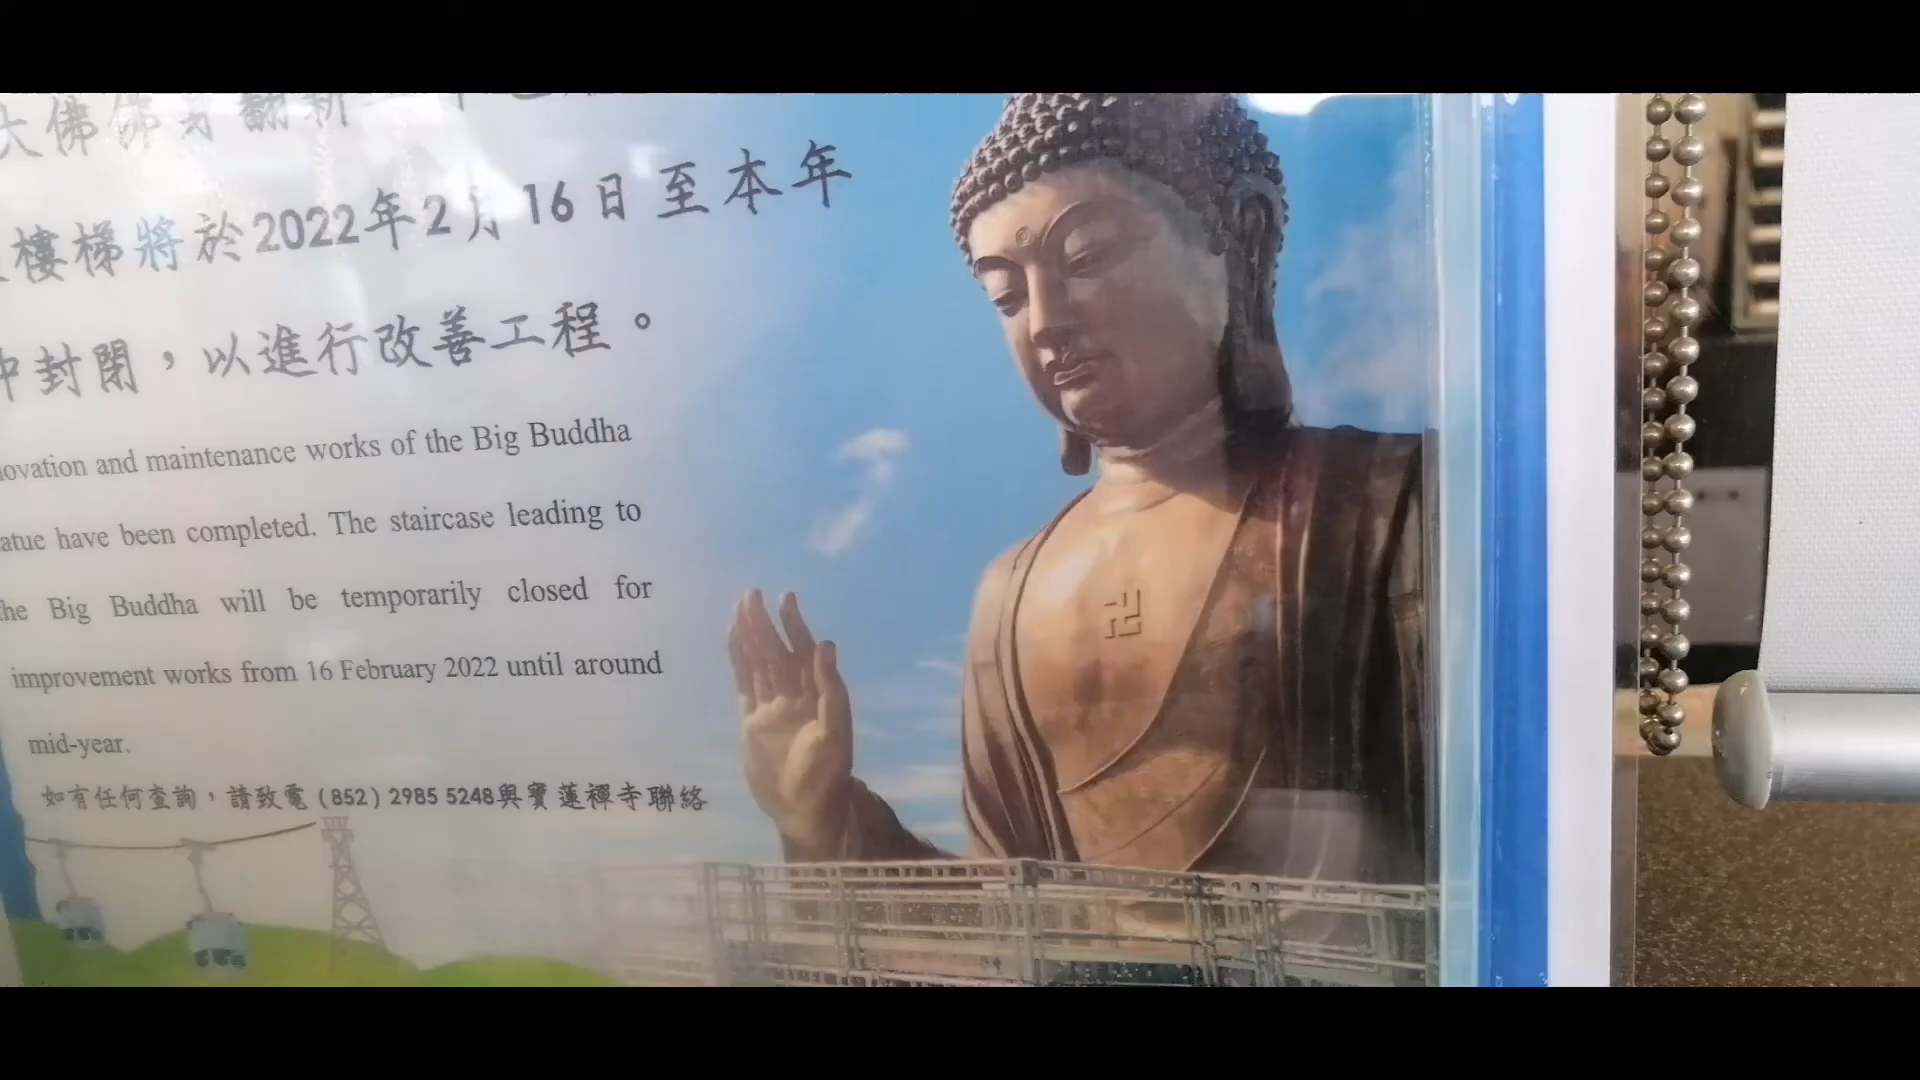 大佛佛身翻新
樓梯將於2022年2月16日至本年
中封閉，以進行改善工程。
ovation and maintenance works of the Big Buddha
atue have been completed. The staircase leading to
he Big Buddha will be temporarily closed for
improvement works from 16 February 2022 until around
mid-year.
如有任何查詢，請致電 (852) 2985 5248與寶蓮禪寺聯絡